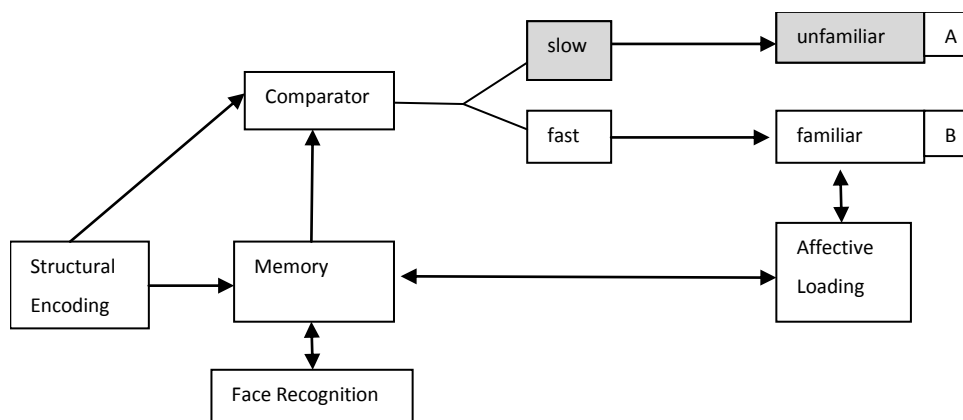 slow
unfamiliar
A
Comparator
fast
familiar
B
Structural
Encoding
Memory
Affective
Loading
Face Recognition